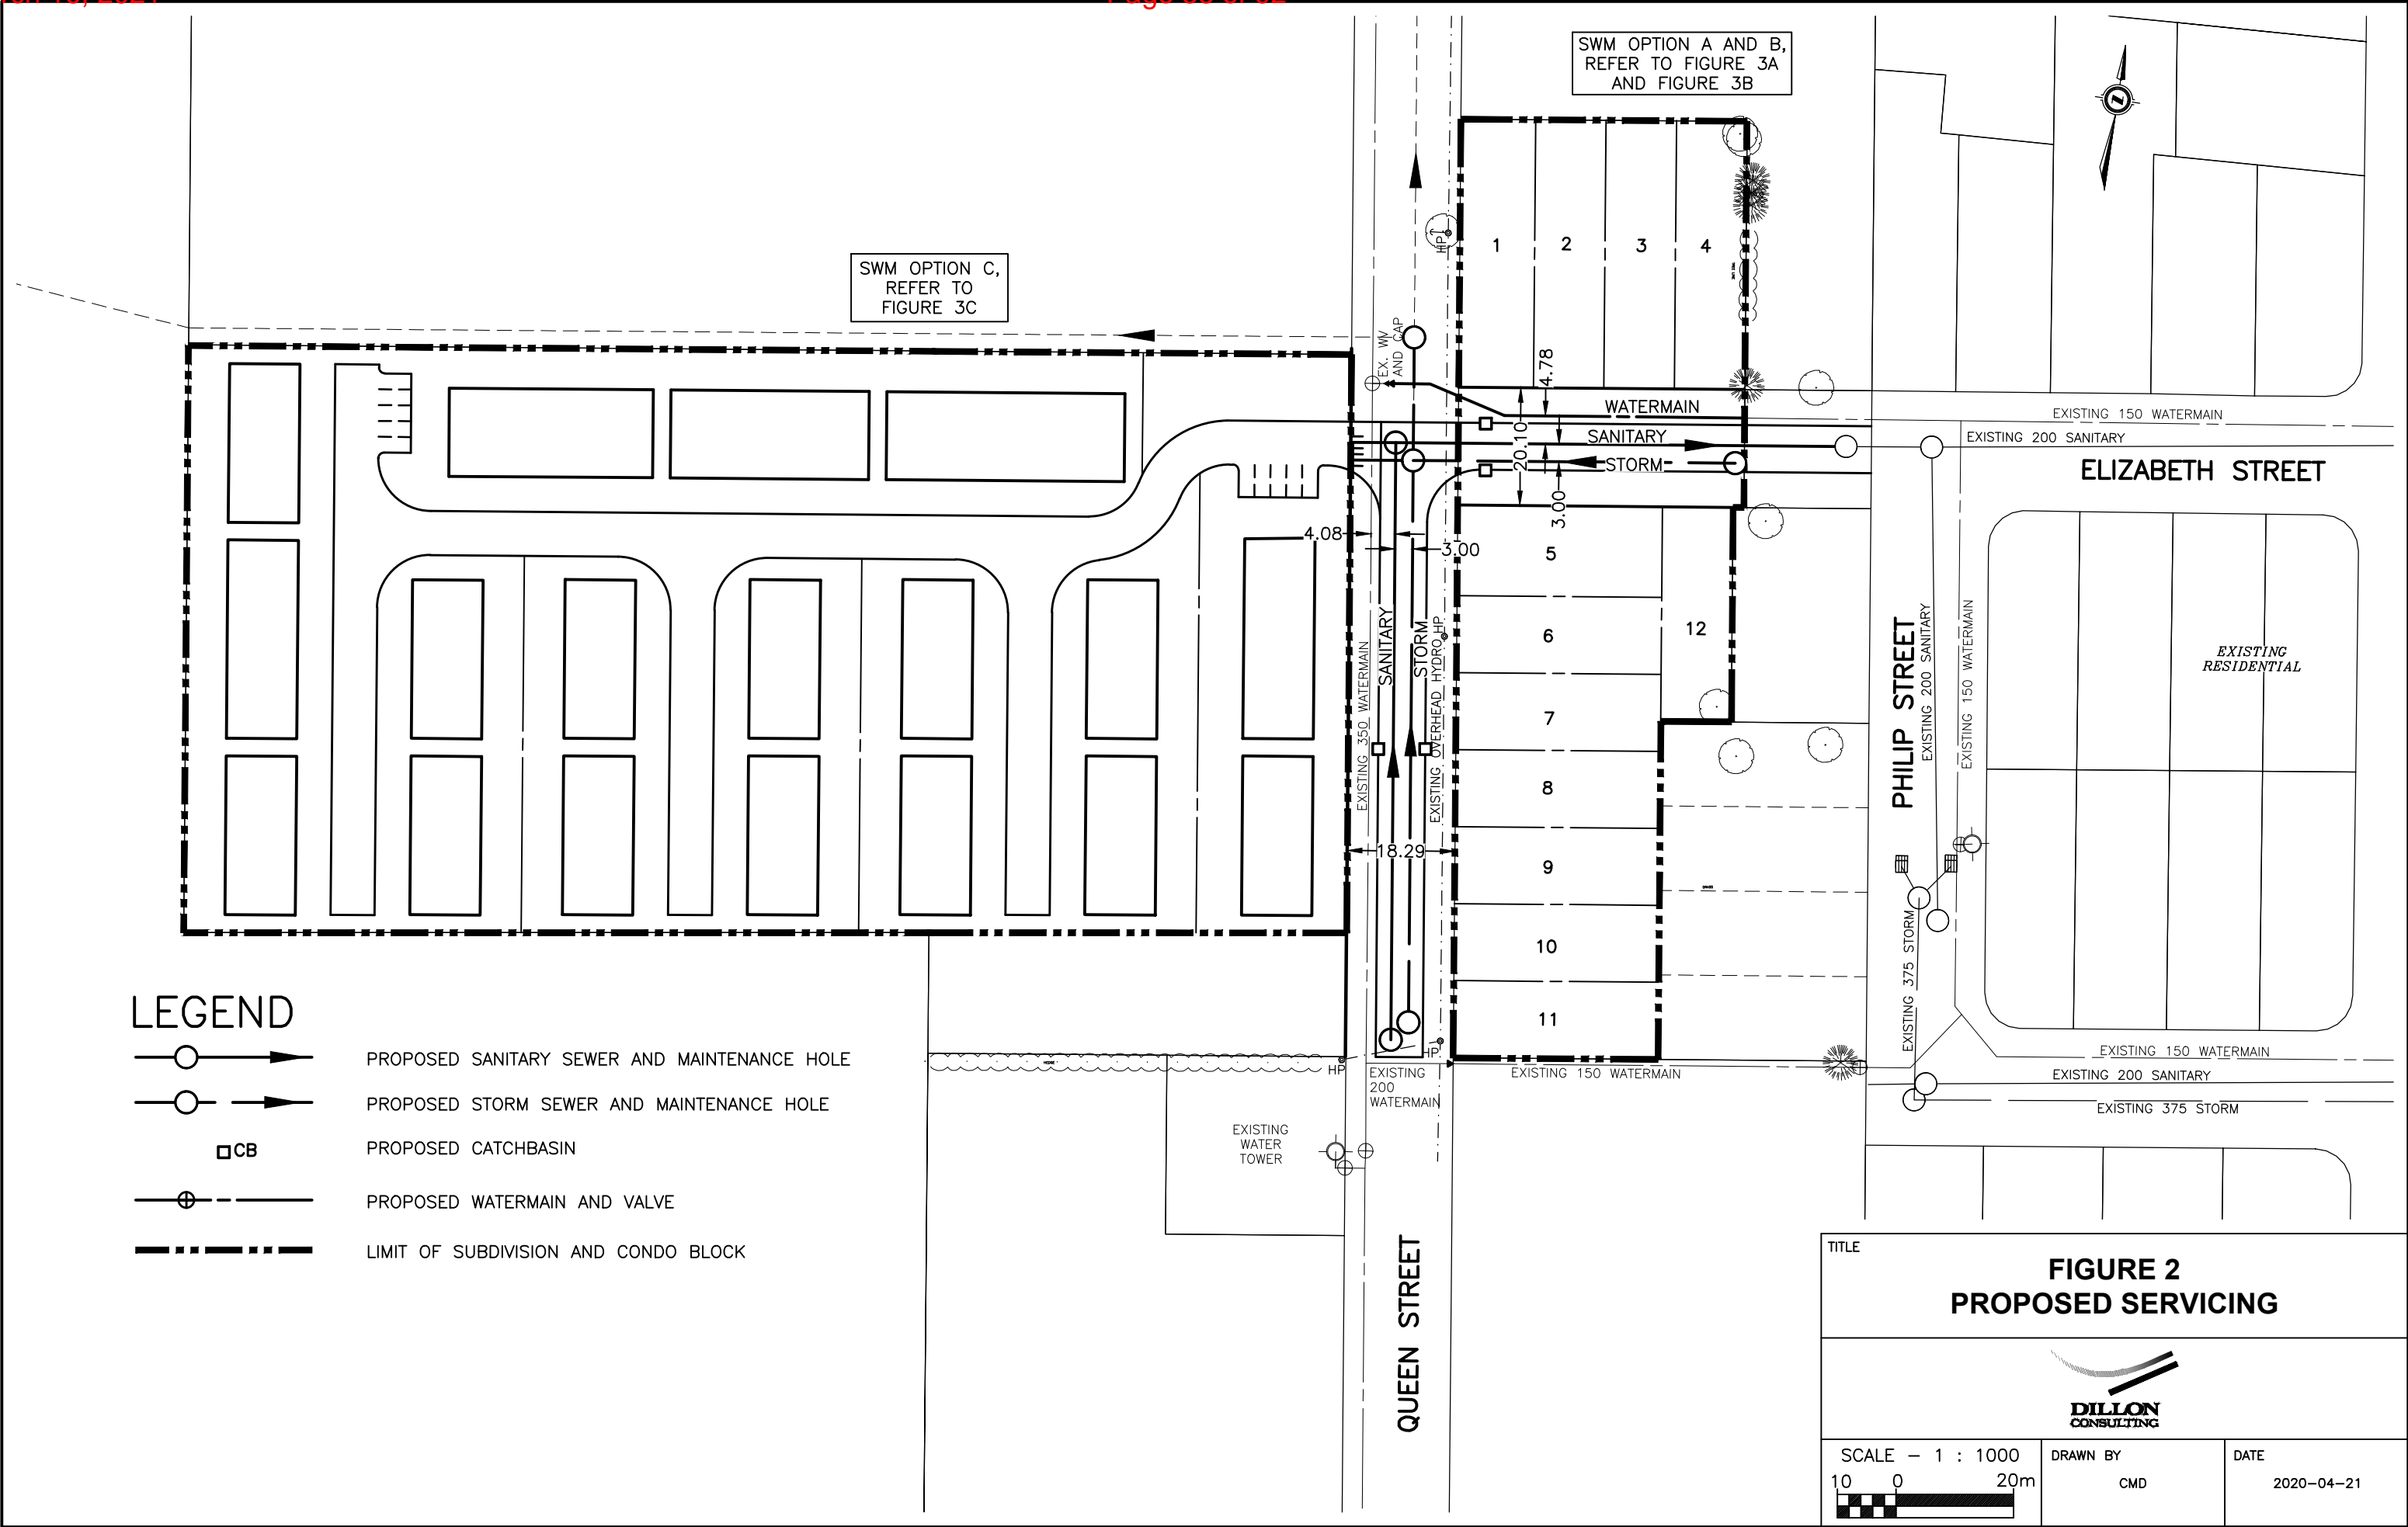 SWM OPTION A AND B,
REFER TO FIGURE 3A
AND FIGURE 3B
SWM OPTION C,
REFER TO
FIGURE 3C
HP
1
2
3
4
EX. WV
AND CAP
4.78
20.10
3.00
WATERMAIN
SANITARY
STORM
EXISTING 150 WATERMAIN
EXISTING 200 SANITARY
ELIZABETH STREET
4.08
3.00
5
6
7
8
9
10
11
12
EXISTING 350 WATERMAIN
SANITARY
STORM
EXISTING OVERHEAD HYDRO
HP
18.29
PHILIP STREET
EXISTING 200 SANITARY
EXISTING 150 WATERMAIN
EXISTING
RESIDENTIAL
EXISTING 375 STORM
EXISTING 150 WATERMAIN
EXISTING 200 SANITARY
EXISTING 375 STORM
HP
HP
EXISTING
200
WATERMAIN
EXISTING 150 WATERMAIN
EXISTING
WATER
TOWER
QUEEN STREET
LEGEND
PROPOSED SANITARY SEWER AND MAINTENANCE HOLE
PROPOSED STORM SEWER AND MAINTENANCE HOLE
CB
PROPOSED CATCHBASIN
PROPOSED WATERMAIN AND VALVE
LIMIT OF SUBDIVISION AND CONDO BLOCK
TITLE
FIGURE 2
PROPOSED SERVICING
DILLON
CONSULTING
SCALE - 1 : 1000
10 0 20m
DRAWN BY
CMD
DATE
2020-04-21